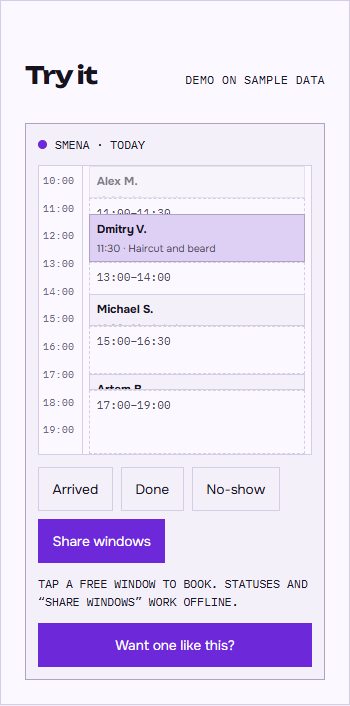 Try it
DEMO ON SAMPLE DATA
SMENA · TODAY
10:00
Alex M.
11:00
11:00–11:30
Dmitry V.
12:00
11:30 · Haircut and beard
13:00
13:00–14:00
14:00
Michael S.
15:00
15:00–16:30
16:00
17:00
Artem B.
18:00
17:00–19:00
19:00
Arrived
Done
No-show
Share windows
TAP A FREE WINDOW TO BOOK. STATUSES AND
“SHARE WINDOWS” WORK OFFLINE.
Want one like this?